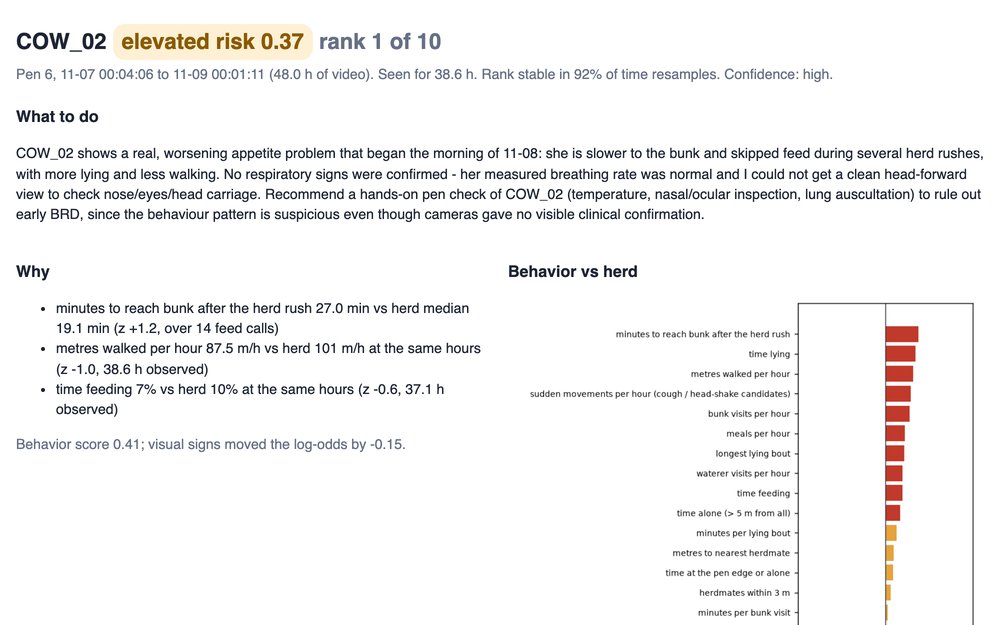 COW_02 elevated risk 0.37 rank 1 of 10
Pen 6, 11-07 00:04:06 to 11-09 00:01:11 (48.0 h of video). Seen for 38.6 h. Rank stable in 92% of time resamples. Confidence: high.
What to do
COW_02 shows a real, worsening appetite problem that began the morning of 11-08: she is slower to the bunk and skipped feed during several herd rushes,
with more lying and less walking. No respiratory signs were confirmed - her measured breathing rate was normal and I could not get a clean head-forward
view to check nose/eyes/head carriage. Recommend a hands-on pen check of COW_02 (temperature, nasal/ocular inspection, lung auscultation) to rule out
early BRD, since the behaviour pattern is suspicious even though cameras gave no visible clinical confirmation.
Why
• minutes to reach bunk after the herd rush 27.0 min vs herd median
19.1 min (z +1.2, over 14 feed calls)
• metres walked per hour 87.5 m/h vs herd 101 m/h at the same hours
(z -1.0, 38.6 h observed)
• time feeding 7% vs herd 10% at the same hours (z -0.6, 37.1 h
observed)
Behavior score 0.41; visual signs moved the log-odds by -0.15.
Behavior vs herd
minutes to reach bunk after the herd rush
time lying
metres walked per hour
sudden movements per hour (cough / head-shake candidates)
bunk visits per hour
meals per hour
longest lying bout
waterer visits per hour
time feeding
time alone (> 5 m from all)
minutes per lying bout
metres to nearest herdmate
time at the pen edge or alone
herdmates within 3 m
minutes per bunk visit